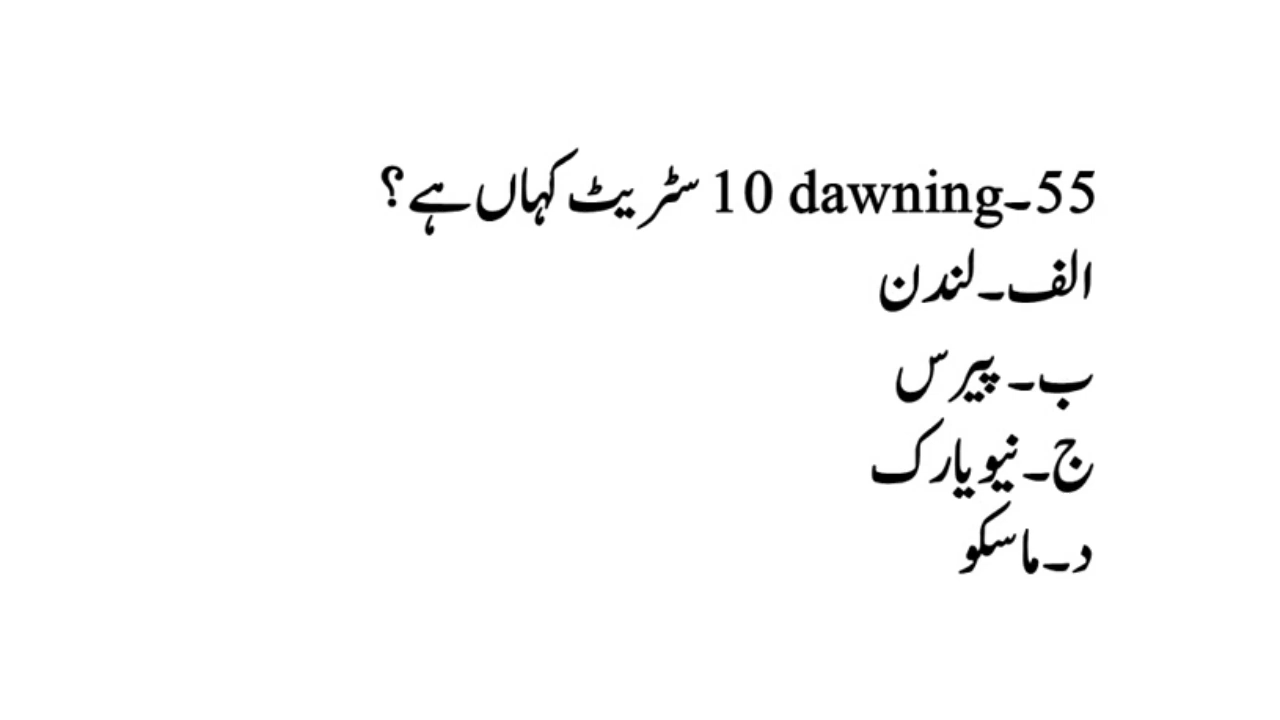 55۔10 dawning سٹریٹ کہاں ہے؟
الف۔لندن
ب۔ پیرس
ج۔نیویارک
د۔ماسکو